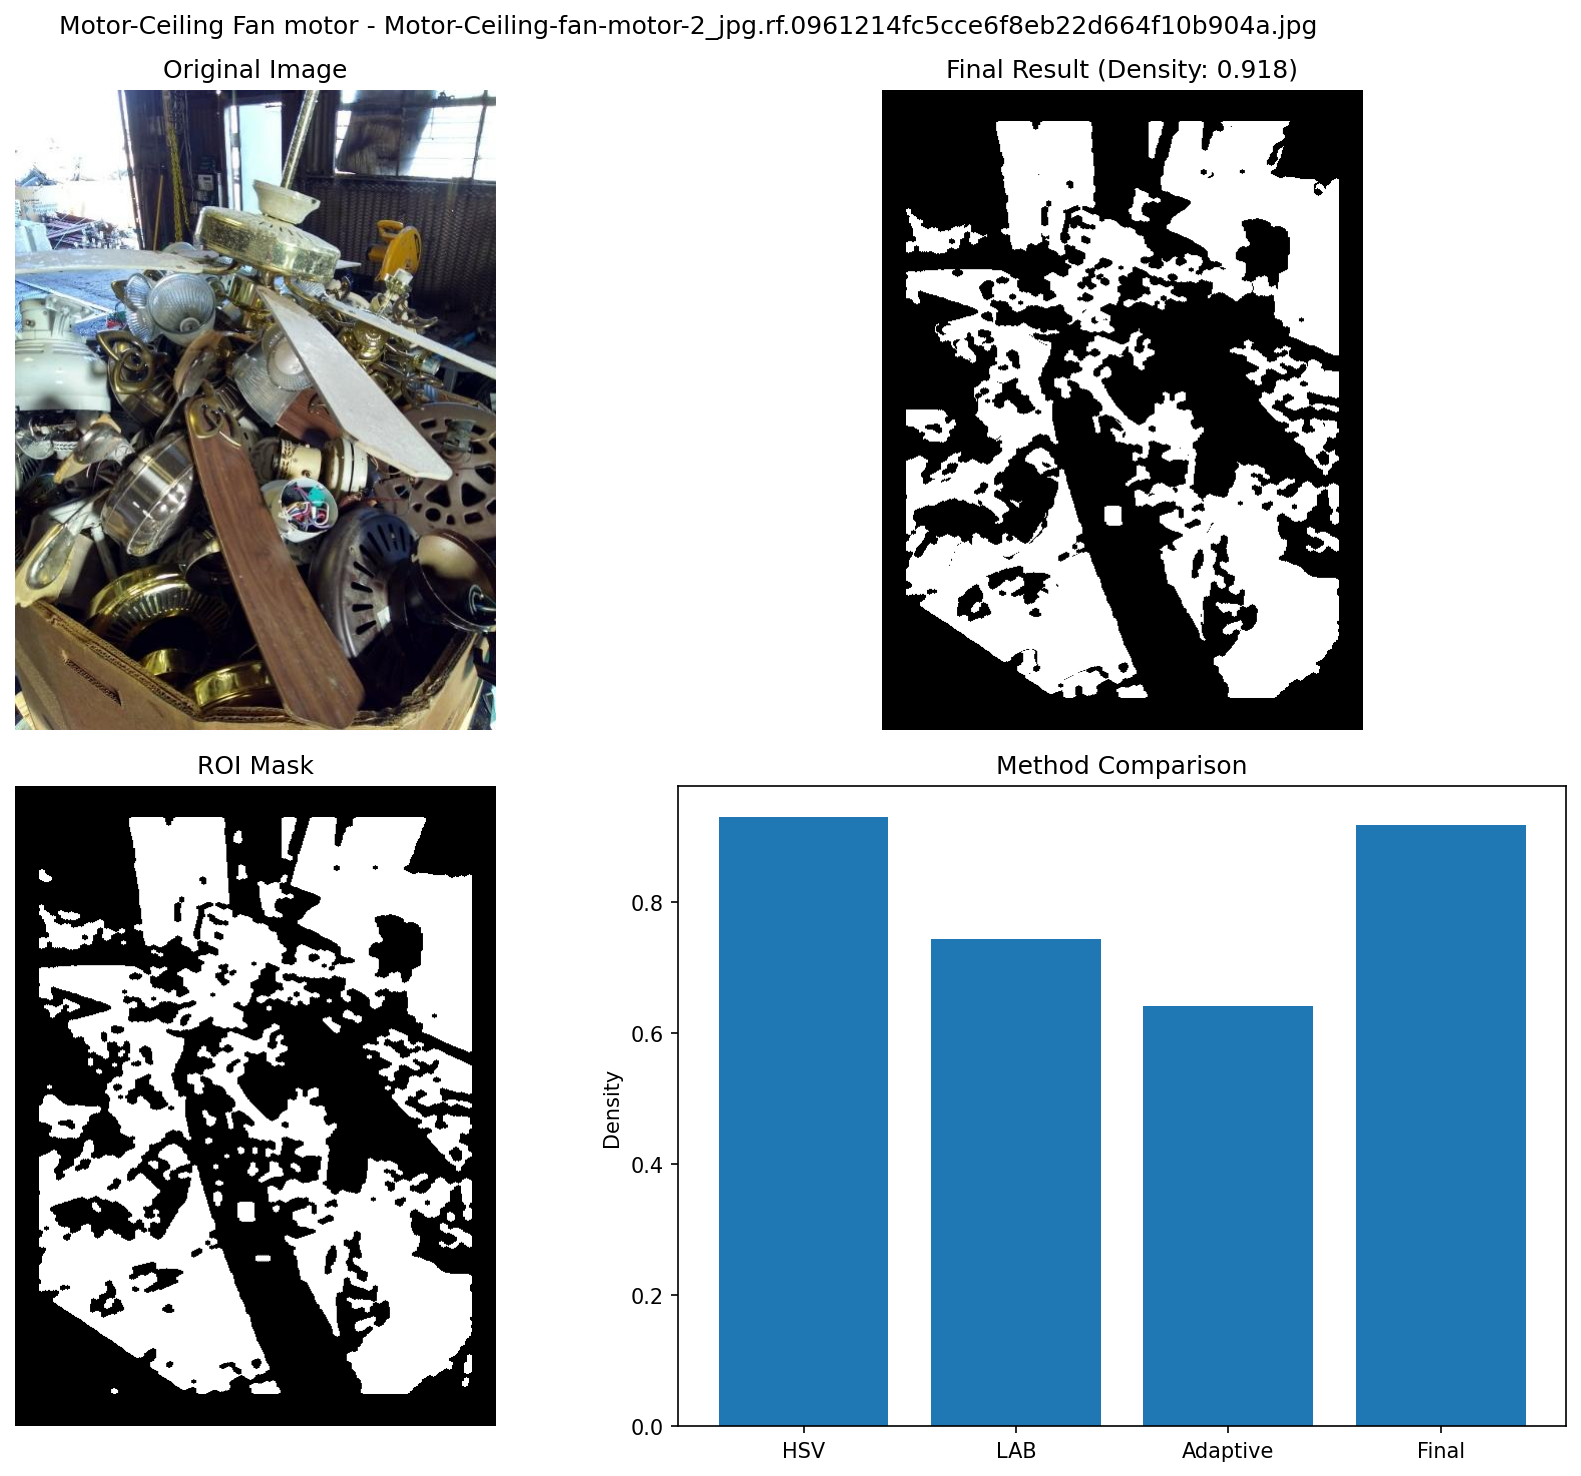 Motor-Ceiling Fan motor - Motor-Ceiling-fan-motor-2_jpg.rf.0961214fc5cce6f8eb22d664f10b904a.jpg
Original Image
Final Result (Density: 0.918)
ROI Mask
Method Comparison
Density
0.8
0.6
0.4
0.2
0.0
HSV
LAB
Adaptive
Final